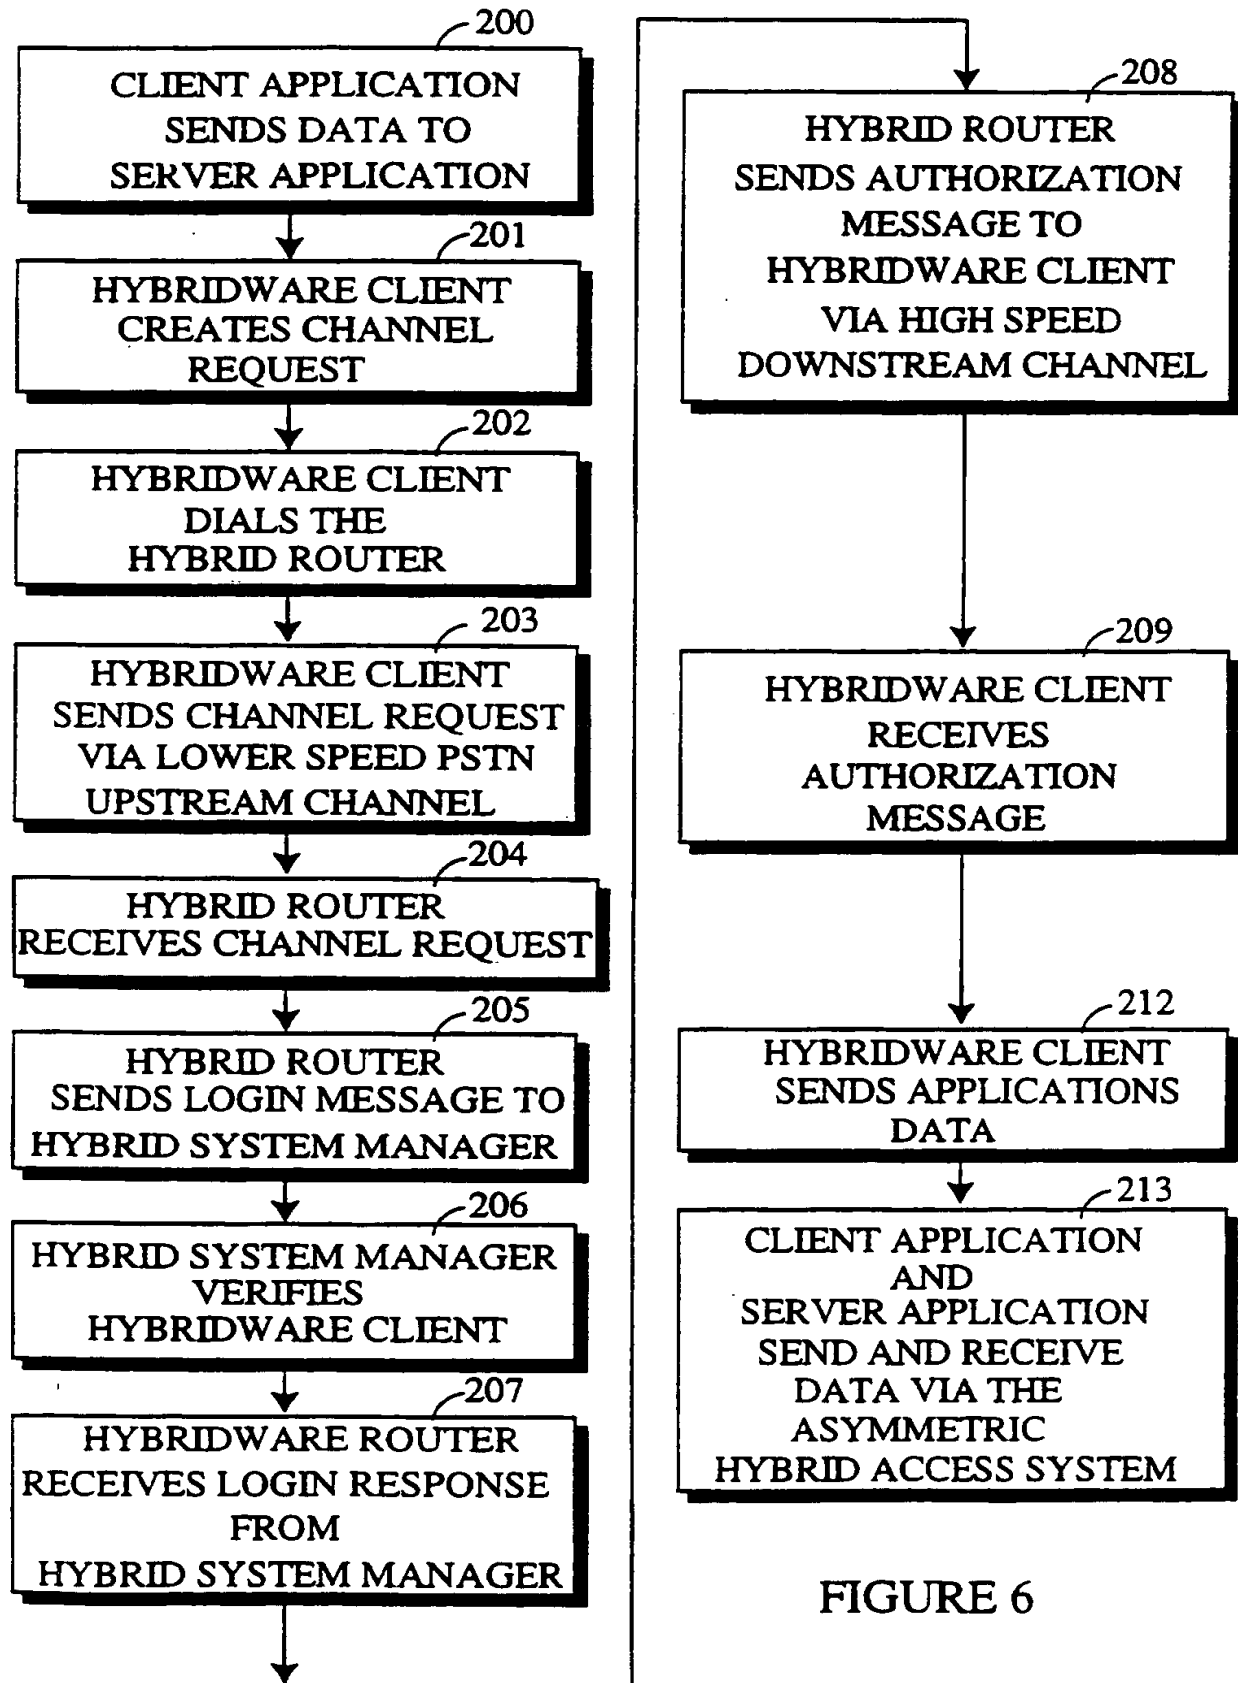 200
CLIENT APPLICATION
SENDS DATA TO
SERVER APPLICATION
201
HYBRIDWARE CLIENT
CREATES CHANNEL
REQUEST
202
HYBRIDWARE CLIENT
DIALS THE
HYBRID ROUTER
203
HYBRIDWARE CLIENT
SENDS CHANNEL REQUEST
VIA LOWER SPEED PSTN
UPSTREAM CHANNEL
204
HYBRID ROUTER
RECEIVES CHANNEL REQUEST
205
HYBRID ROUTER
SENDS LOGIN MESSAGE TO
HYBRID SYSTEM MANAGER
206
HYBRID SYSTEM MANAGER
VERIFIES
HYBRIDWARE CLIENT
207
HYBRIDWARE ROUTER
RECEIVES LOGIN RESPONSE
FROM
HYBRID SYSTEM MANAGER
208
HYBRID ROUTER
SENDS AUTHORIZATION
MESSAGE TO
HYBRIDWARE CLIENT
VIA HIGH SPEED
DOWNSTREAM CHANNEL
209
HYBRIDWARE CLIENT
RECEIVES
AUTHORIZATION
MESSAGE
212
HYBRIDWARE CLIENT
SENDS APPLICATIONS
DATA
213
CLIENT APPLICATION
AND
SERVER APPLICATION
SEND AND RECEIVE
DATA VIA THE
ASYMMETRIC
HYBRID ACCESS SYSTEM
FIGURE 6